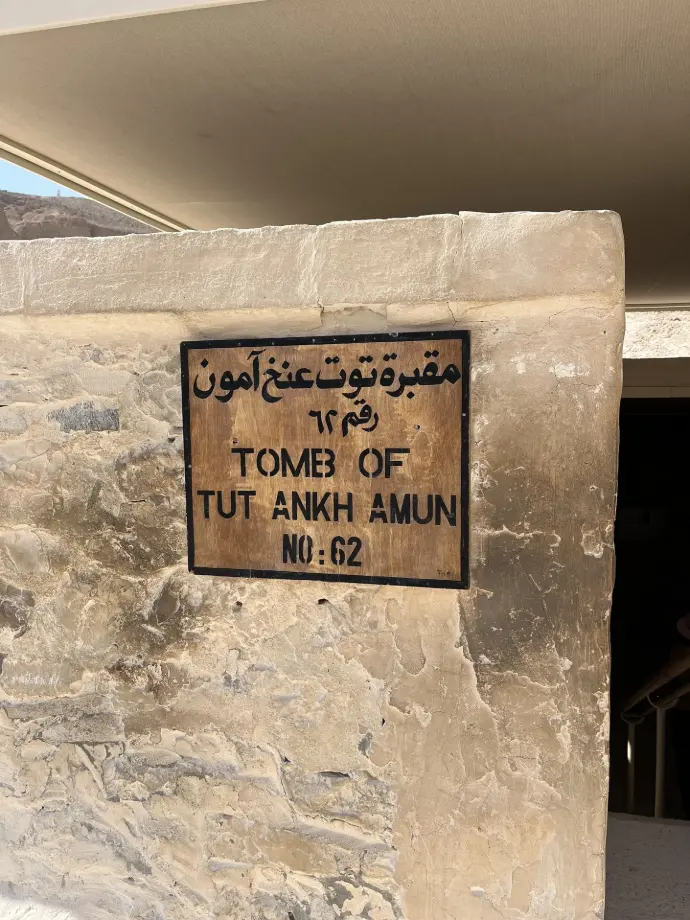 مقبرة توت عنخ آمون
رقم ٦٢
TOMB OF
TUT ANKH AMUN
NO: 62